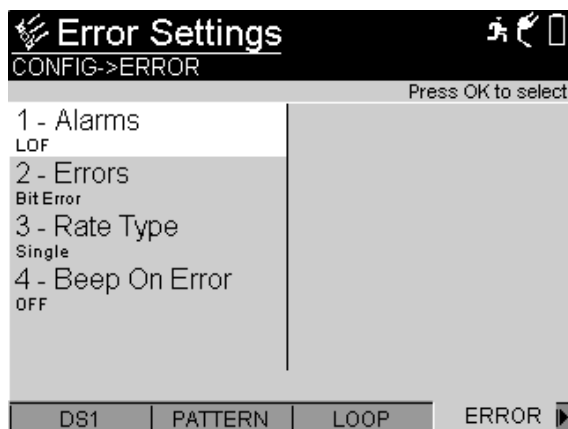 Error Settings
CONFIG->ERROR
Press OK to select
1 - Alarms
LOF
2 - Errors
Bit Error
3 - Rate Type
Single
4 - Beep On Error
OFF
DS1 PATTERN LOOP ERROR